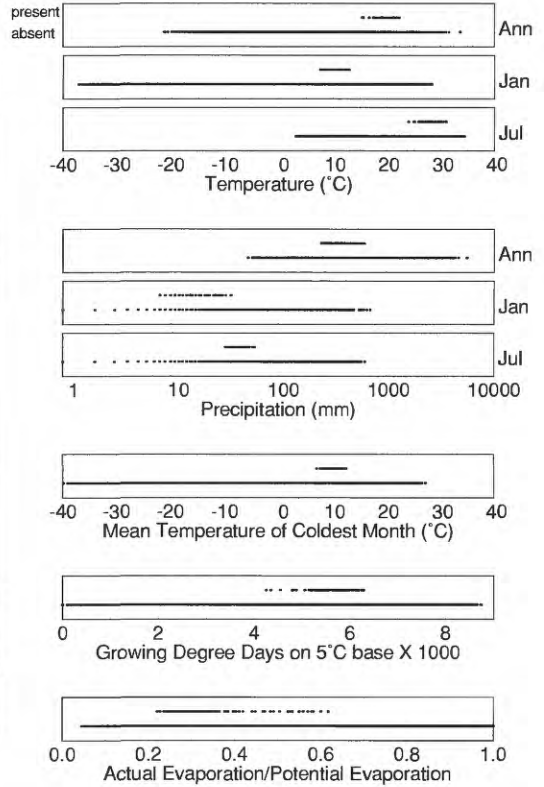 present
absent
Ann
Jan
Jul
-40 -30 -20 -10 0 10 20 30 40
Temperature (˚C)
Ann
Jan
Jul
1 10 100 1000 10000
Precipitation (mm)
-40 -30 -20 -10 0 10 20 30 40
Mean Temperature of Coldest Month (˚C)
0 2 4 6 8
Growing Degree Days on 5˚C base X 1000
0.0 0.2 0.4 0.6 0.8 1.0
Actual Evaporation/Potential Evaporation